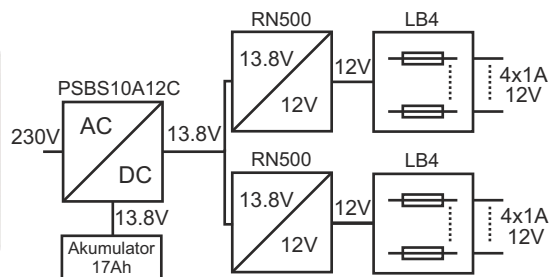 RN500
LB4
13.8V
12V
12V
4x1A
12V
PSBS10A12C
230V
AC
DC
13.8V
13.8V
Akumulator
17Ah
RN500
LB4
13.8V
12V
12V
4x1A
12V